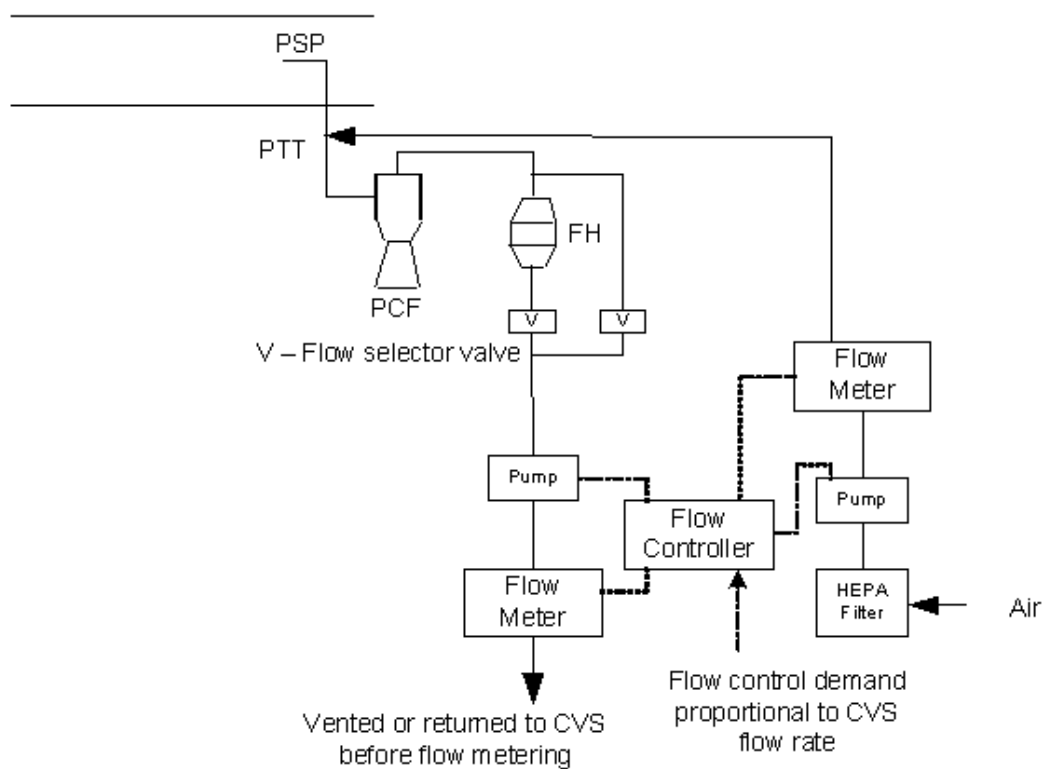 PSP
PTT
FH
PCF
V
V
V – Flow selector valve
Flow
Meter
Pump
Pump
Flow
Controller
Flow
Meter
HEPA
Filter
Air
Vented or returned to CVS
before flow metering
Flow control demand
proportional to CVS
flow rate